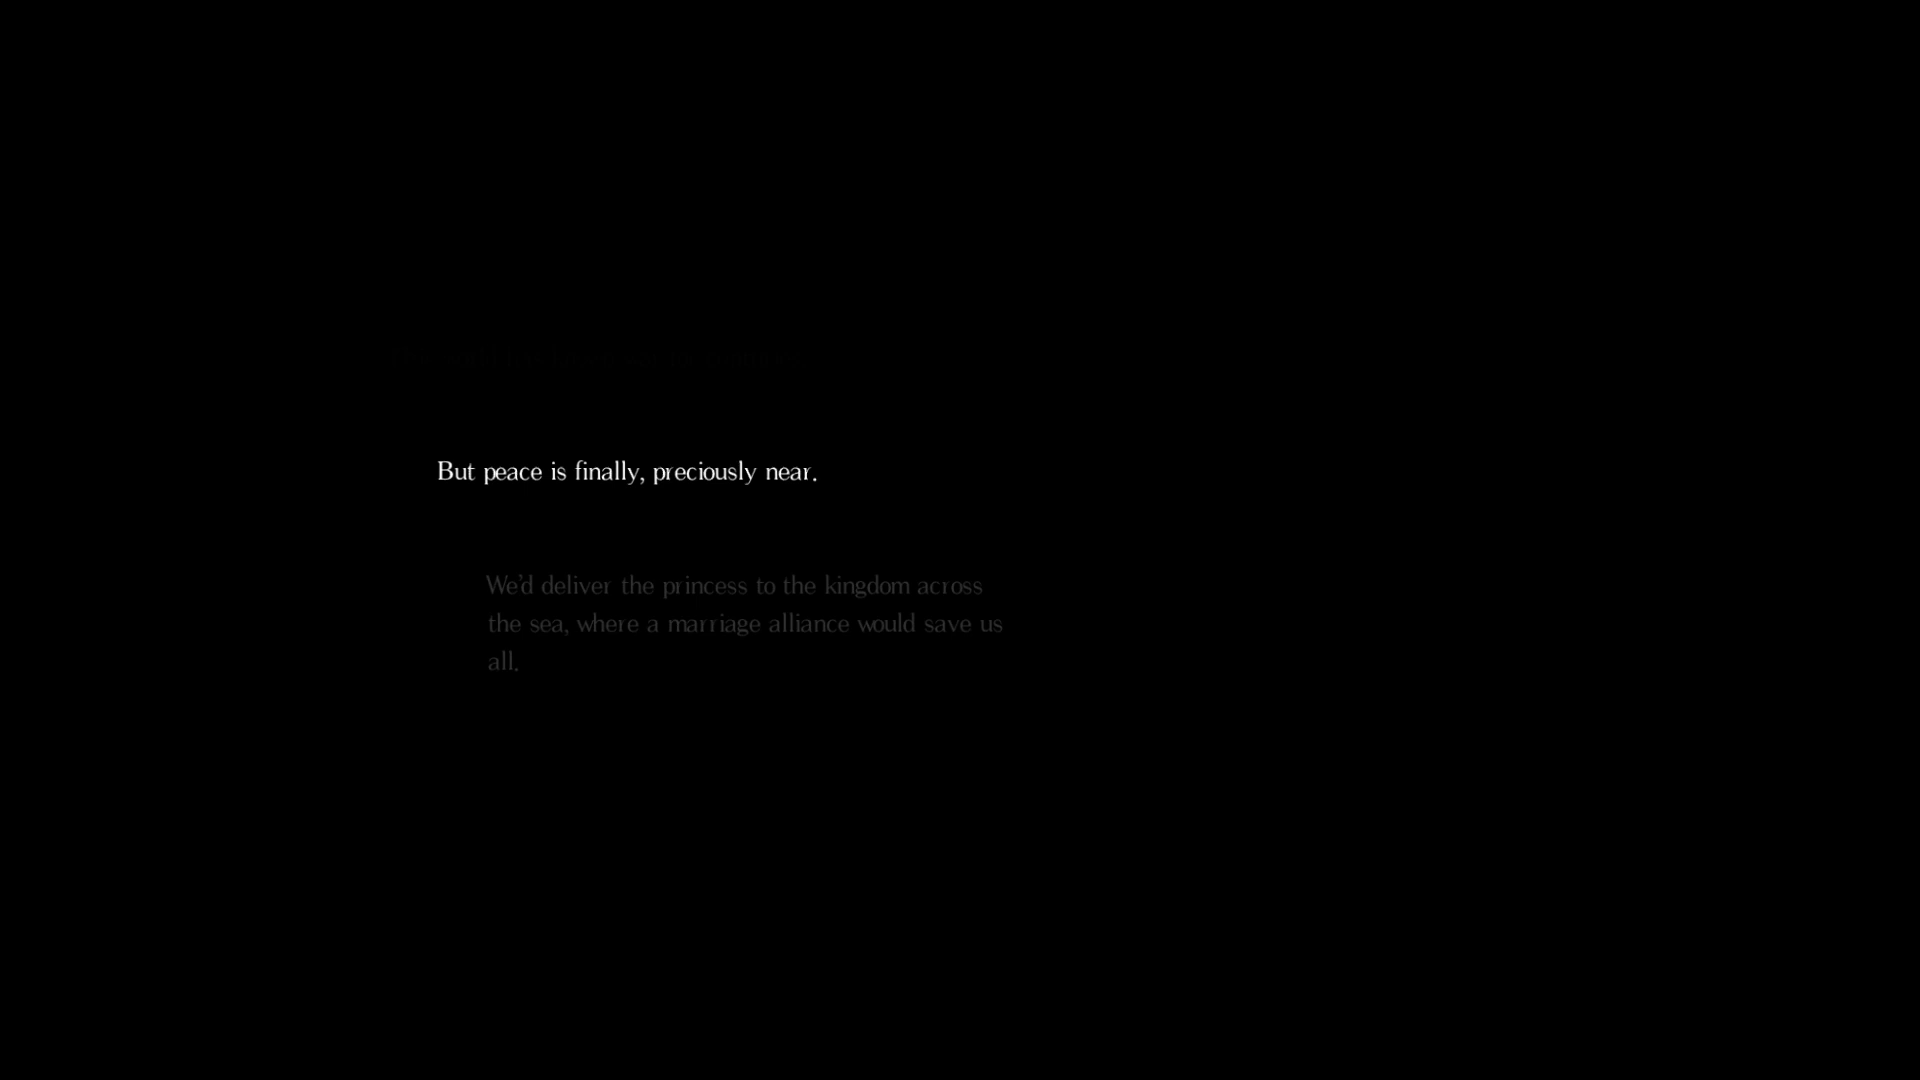 But peace is finally, preciously near.
We'd deliver the princess to the kingdom across
the sea, where a marriage alliance would save us
all.